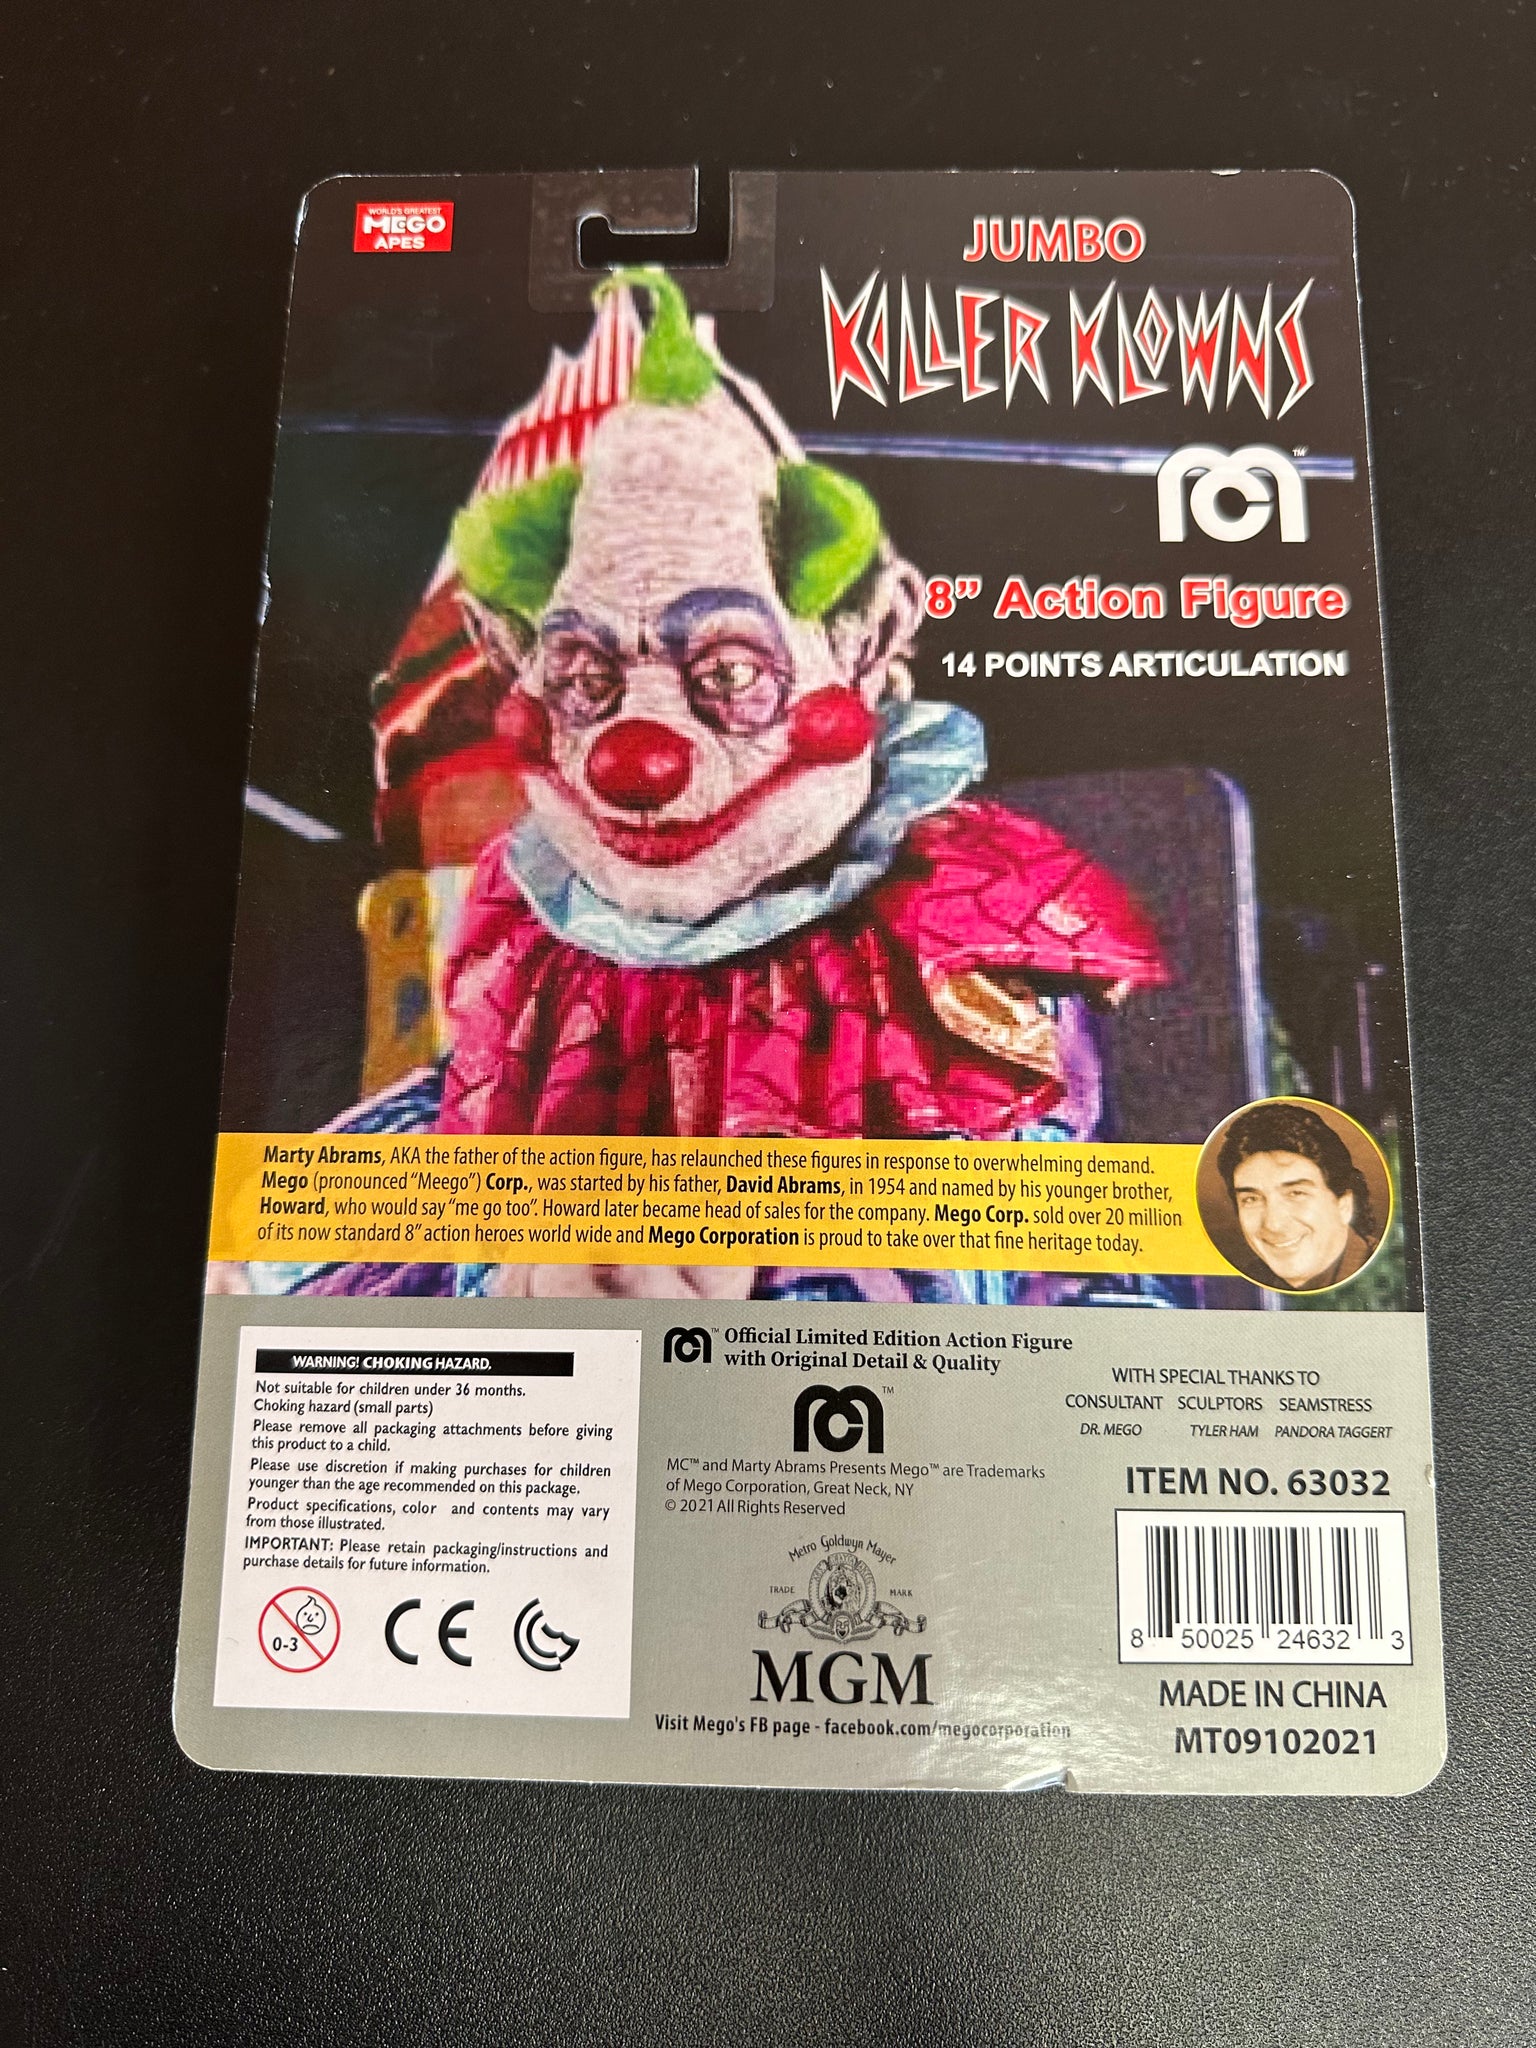 WORLD'S GREATEST
MEGO
APES
JUMBO
KILLER KLOWNS
TM
8” Action Figure
14 POINTS ARTICULATION
Marty Abrams, AKA the father of the action figure, has relaunched these figures in response to overwhelming demand.
Mego (pronounced “Meego”) Corp., was started by his father, David Abrams, in 1954 and named by his younger brother,
Howard, who would say “me go too”. Howard later became head of sales for the company. Mego Corp. sold over 20 million
of its now standard 8” action heroes world wide and Mego Corporation is proud to take over that fine heritage today.
WARNING! CHOKING HAZARD.
Not suitable for children under 36 months.
Choking hazard (small parts)
Please remove all packaging attachments before giving
this product to a child.
Please use discretion if making purchases for children
younger than the age recommended on this package.
Product specifications, color and contents may vary
from those illustrated.
IMPORTANT: Please retain packaging/instructions and
purchase details for future information.
0-3
CE
TM
Official Limited Edition Action Figure
with Original Detail & Quality
TM
MC™ and Marty Abrams Presents Mego™ are Trademarks
of Mego Corporation, Great Neck, NY
© 2021 All Rights Reserved
Metro Goldwyn Mayer
TRADE MARK
MGM
Visit Mego's FB page - facebook.com/megocorporation
WITH SPECIAL THANKS TO
CONSULTANT SCULPTORS SEAMSTRESS
DR. MEGO TYLER HAM PANDORA TAGGERT
ITEM NO. 63032
8 50025 24632 3
MADE IN CHINA
MT09102021